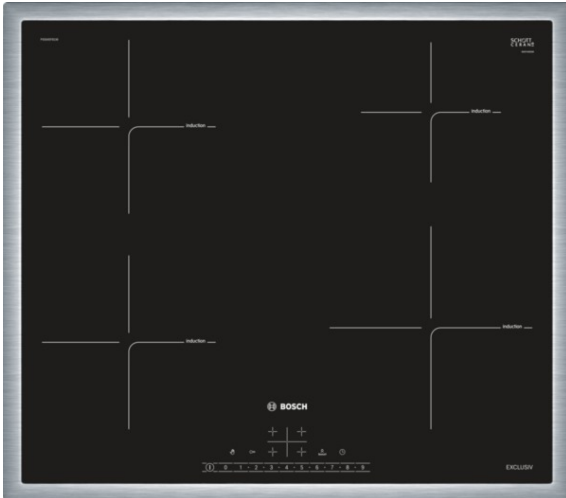 SCHOTT
CERAN®
Induction
Induction
Induction
Induction
BOSCH
0 1 · 2 · 3 · 4 · 5 · 6 · 7 · 8 · 9
EXCLUSIV